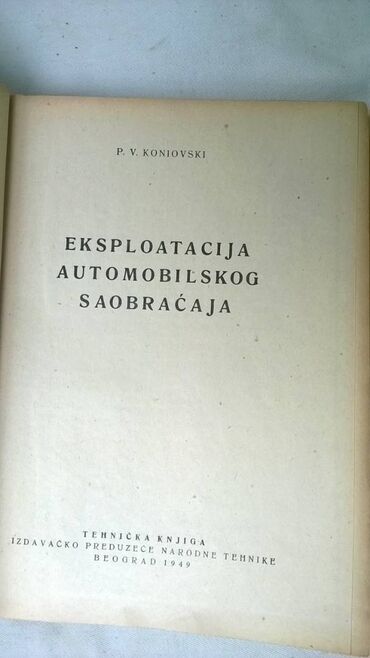 P. V. KONIOVSKI
EKSPLOATACIJA
AUTOMOBILSKOG
SAOBRAĆAJA
TEHNIČKA KNJIGA
IZDAVAČKO PREDUZEĆE NARODNE TEHNIKE
BEOGRAD 1949